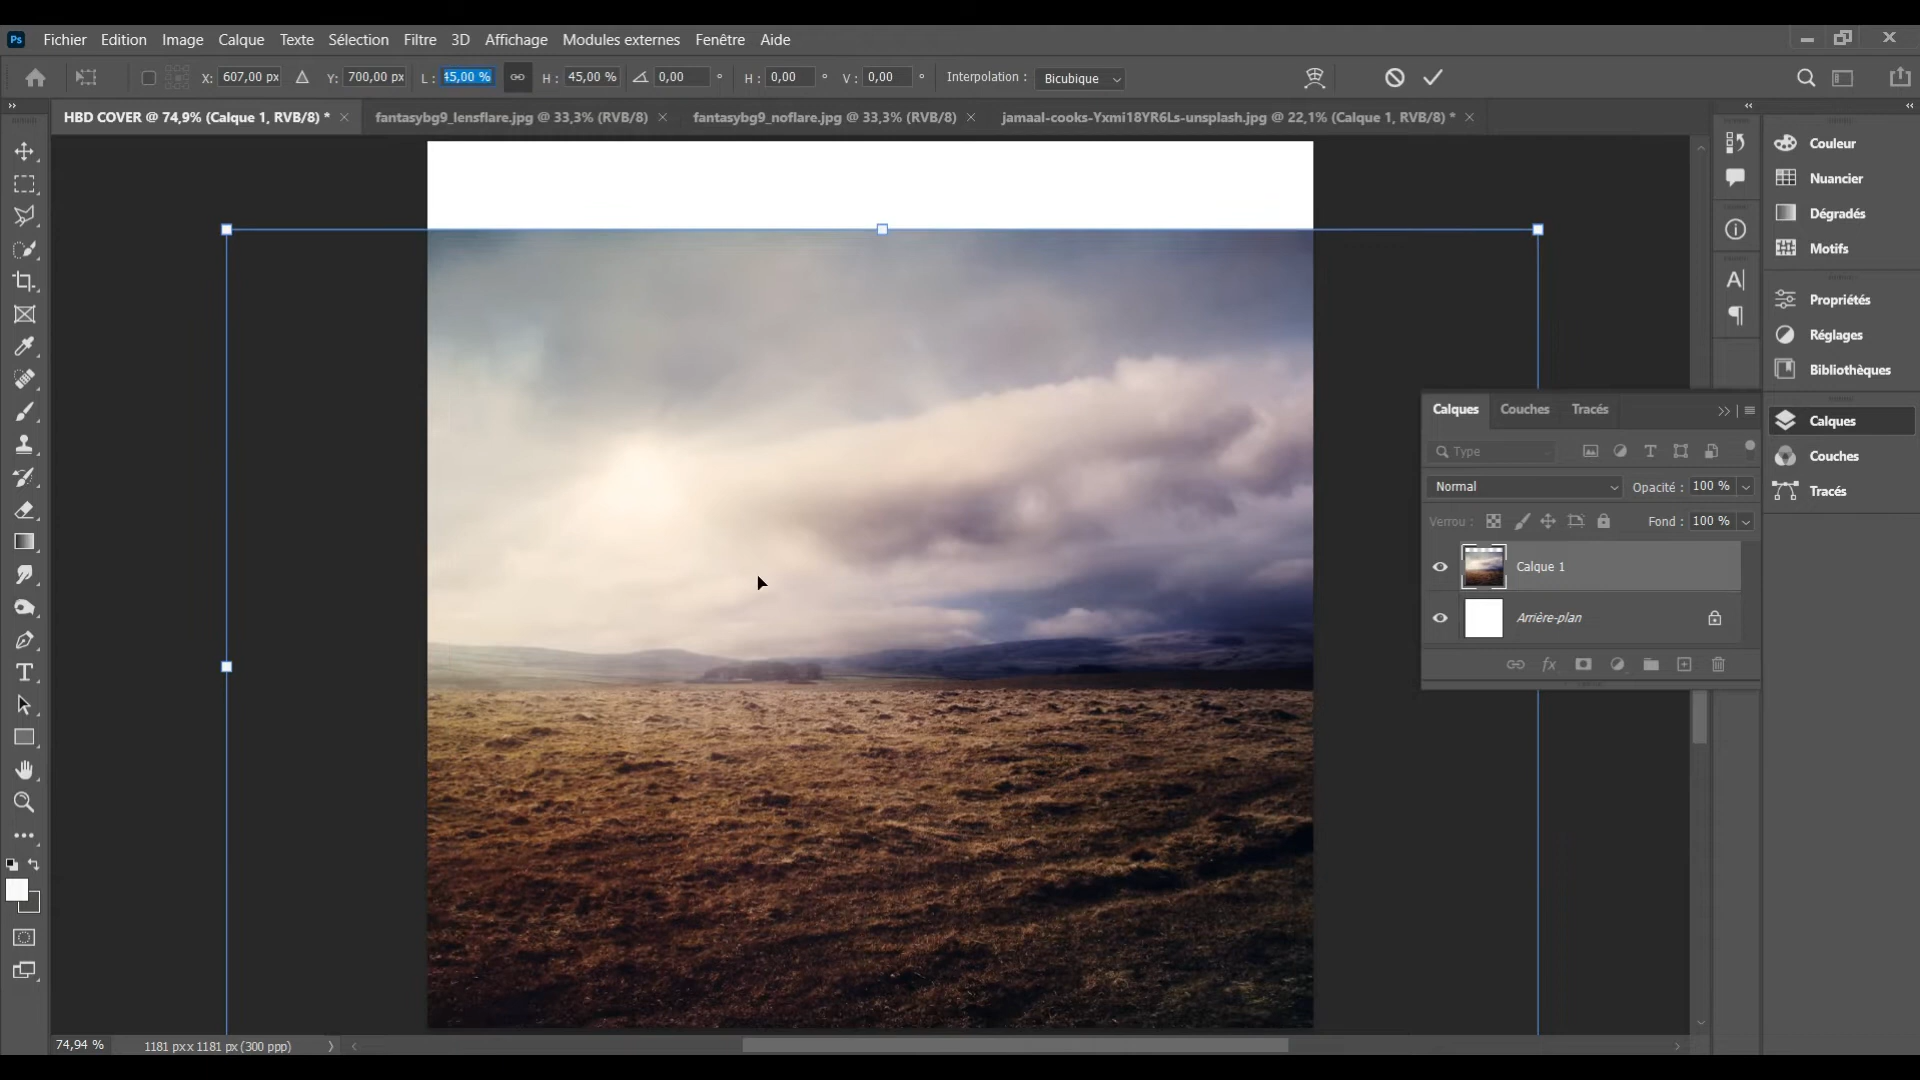 Ps Fichier Edition Image Calque Texte Sélection Filtre 3D Affichage Modules externes Fenêtre Aide
X: 607,00 px Y: 700,00 px L : 45,00 % H : 45,00 % 0,00 ° H : 0,00 ° V : 0,00 ° Interpolation : Bicubique
HBD COVER @ 74,9% (Calque 1, RVB/8) * fantasybg9_lensflare.jpg @ 33,3% (RVB/8) fantasybg9_noflare.jpg @ 33,3% (RVB/8) jamaal-cooks-Yxmi18YR6Ls-unsplash.jpg @ 22,1% (Calque 1, RVB/8) *
Couleur
Nuancier
Dégradés
Motifs
Propriétés
Réglages
Bibliothèques
Calques
Couches
Tracés
Calques Couches Tracés
Type
Normal Opacité : 100 %
Verrou : Fond : 100 %
Calque 1
Arrière-plan
fx
74,94 % 1181 px x 1181 px (300 ppp)